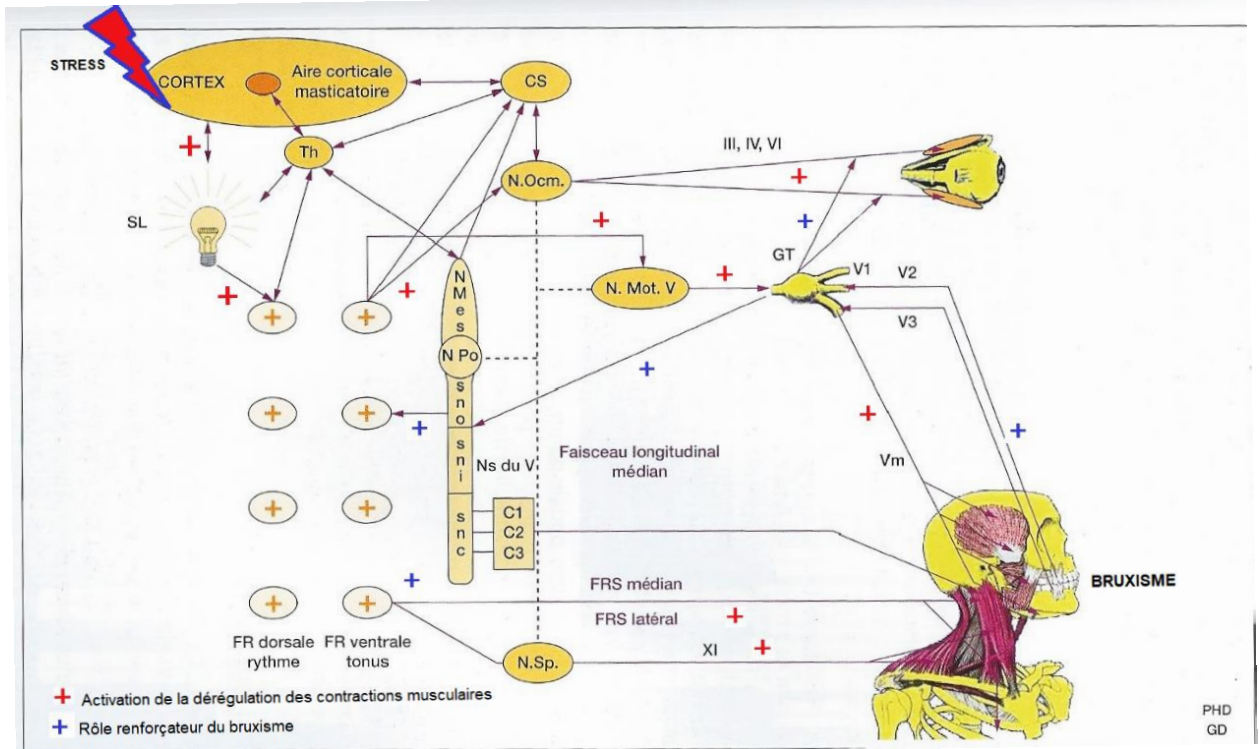 STRESS
CORTEX
Aire corticale
masticatoire
CS
Th
N.Ocm.
III, IV, VI
SL
GT
N. Mot. V
V1
V2
V3
N
M
e
s
N Po
s
n
o
s
n
i
s
n
c
Ns du V
C1
C2
C3
Faisceau longitudinal
médian
Vm
FRS médian
FRS latéral
XI
BRUXISME
FR dorsale
rythme
FR ventrale
tonus
N.Sp.
+ Activation de la dérégulation des contractions musculaires
+ Rôle renforçateur du bruxisme
PHD
GD